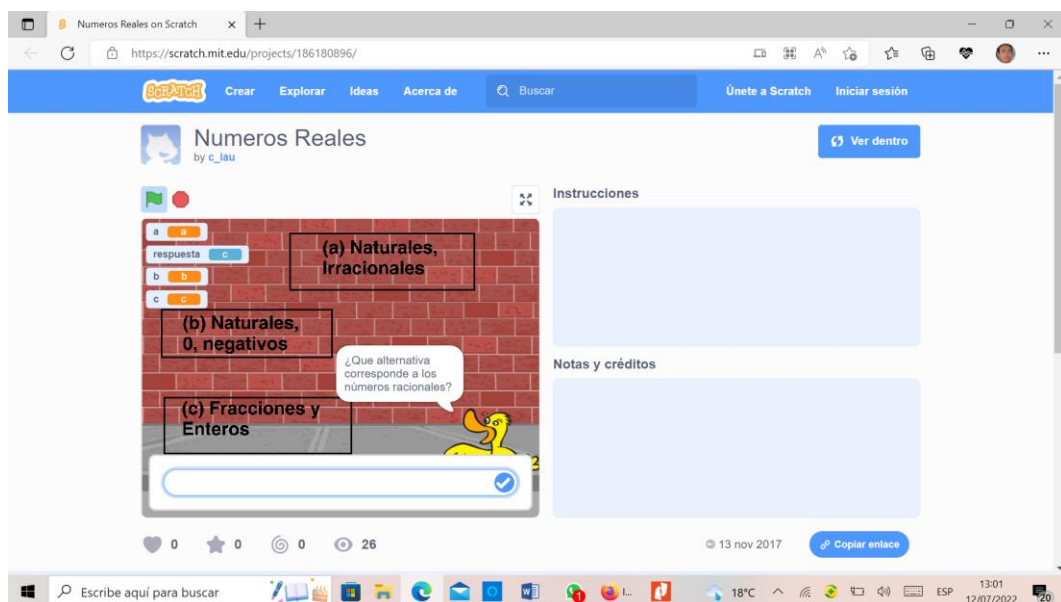 Numeros Reales on Scratch
https://scratch.mit.edu/projects/186180896/
SCRATCH Crear Explorar Ideas Acerca de Buscar Únete a Scratch Iniciar sesión
Numeros Reales
by c_lau
Ver dentro
Instrucciones
a a
respuesta c
b b
c c
(a) Naturales,
Irracionales
(b) Naturales,
0, negativos
¿Que alternativa
corresponde a los
números racionales?
(c) Fracciones y
Enteros
Notas y créditos
0 0 0 26
© 13 nov 2017
Copiar enlace
Escribe aquí para buscar
18°C
ESP
13:01
12/07/2022
20